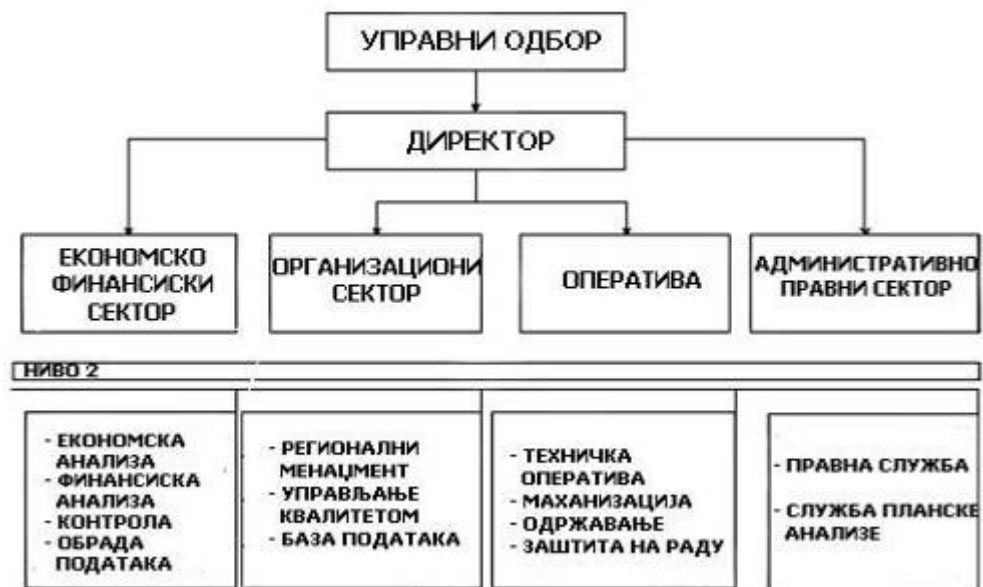 УПРАВНИ ОДБОР
ДИРЕКТОР
ЕКОНОМСКО
ФИНАНСИСКИ
СЕКТОР
ОРГАНИЗАЦИОНИ
СЕКТОР
ОПЕРАТИВА
АДМИНИСТРАТИВНО
ПРАВНИ СЕКТОР
НИВО 2
- ЕКОНОМСКА
АНАЛИЗА
- ФИНАНСИСКА
АНАЛИЗА
- КОНТРОЛА
- ОБРАДА
ПОДАТАКА
- РЕГИОНАЛНИ
МЕНАЏМЕНТ
- УПРАВЉАЊЕ
КВАЛИТЕТОМ
- БАЗА ПОДАТАКА
- ТЕХНИЧКА
ОПЕРАТИВА
- МАХАНИЗАЦИЈА
- ОДРЖАВАЊЕ
- ЗАШТИТА НА РАДУ
- ПРАВНА СЛУЖБА
- СЛУЖБА ПЛАНСКЕ
АНАЛИЗЕ